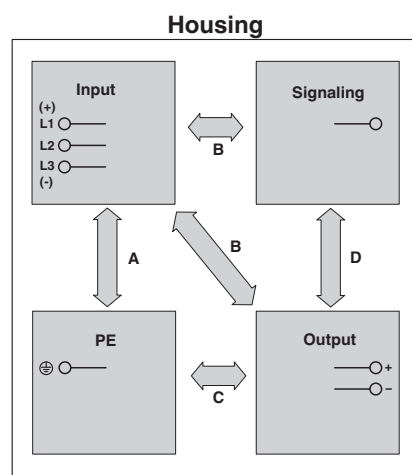 Housing
Input
(+)
L1
L2
L3
(-)
B
Signaling
A
B
D
PE
C
Output
+
–